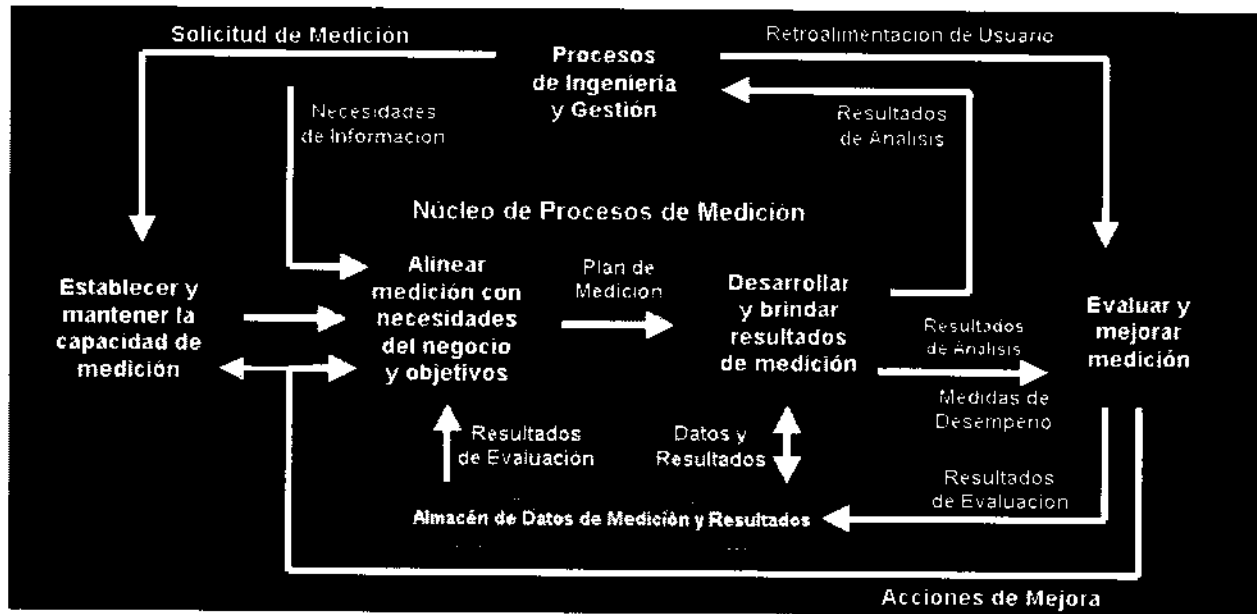 Solicitud de Medición
Retroalimentacion de Usuario
Procesos
de Ingeniería
y Gestión
Necesidades
de Informacion
Resultados
de Analisis
Núcleo de Procesos de Medición
Establecer y
mantener la
capacidad de
medición
Alinear
medición con
necesidades
del negocio
y objetivos
Plan de
Medicion
Desarrollar
y brindar
resultados
de medición
Resultados
de Analisis
Medidas de
Desempeño
Evaluar y
mejorar
medición
Resultados
de Evaluación
Datos y
Resultados
Resultados
de Evaluacion
Almacén de Datos de Medición y Resultados
Acciones de Mejora